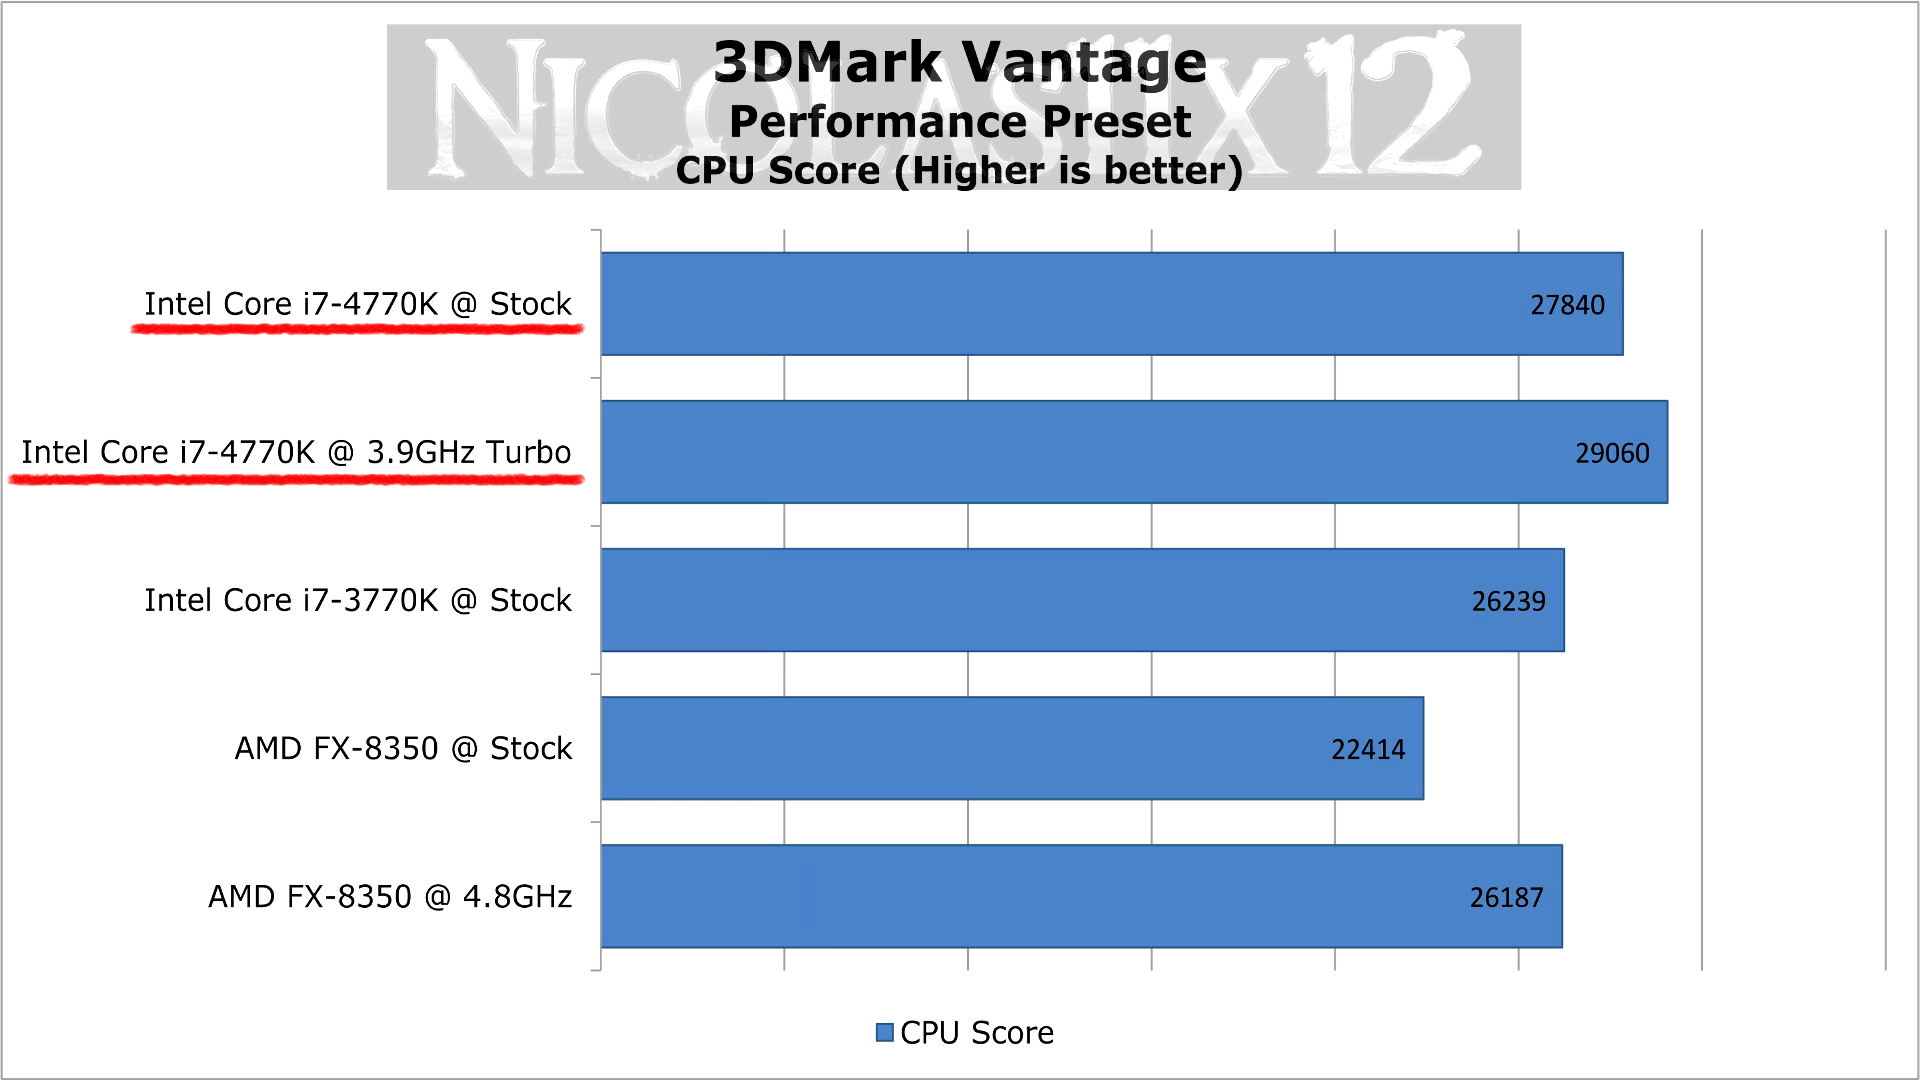 Nicolas11x12
3DMark Vantage
Performance Preset
CPU Score (Higher is better)
Intel Core i7-4770K @ Stock
27840
Intel Core i7-4770K @ 3.9GHz Turbo
29060
Intel Core i7-3770K @ Stock
26239
AMD FX-8350 @ Stock
22414
AMD FX-8350 @ 4.8GHz
26187
CPU Score